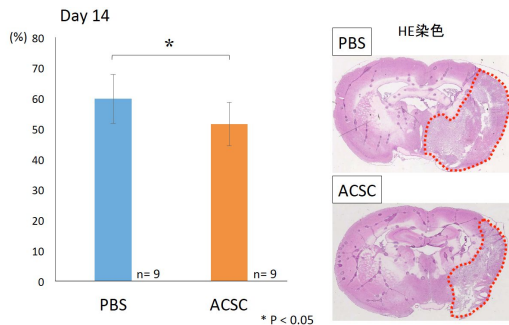 Day 14
(%)
80
70
60
50
40
30
20
10
0
*
n= 9
n= 9
PBS
ACSC
* P < 0.05
HE染色
PBS
ACSC